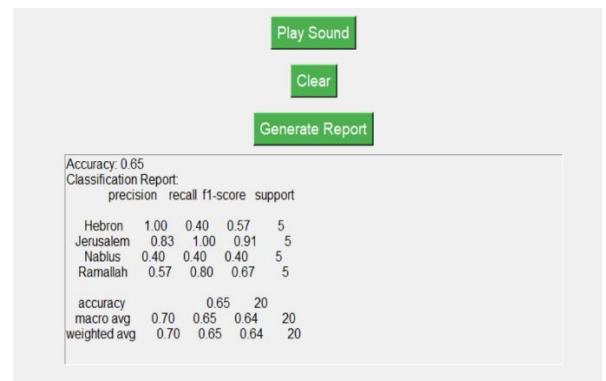 Play Sound
Clear
Generate Report
Accuracy: 0.65
Classification Report:
precision recall f1-score support
Hebron 1.00 0.40 0.57 5
Jerusalem 0.83 1.00 0.91 5
Nablus 0.40 0.40 0.40 5
Ramallah 0.57 0.80 0.67 5
accuracy 0.65 20
macro avg 0.70 0.65 0.64 20
weighted avg 0.70 0.65 0.64 20